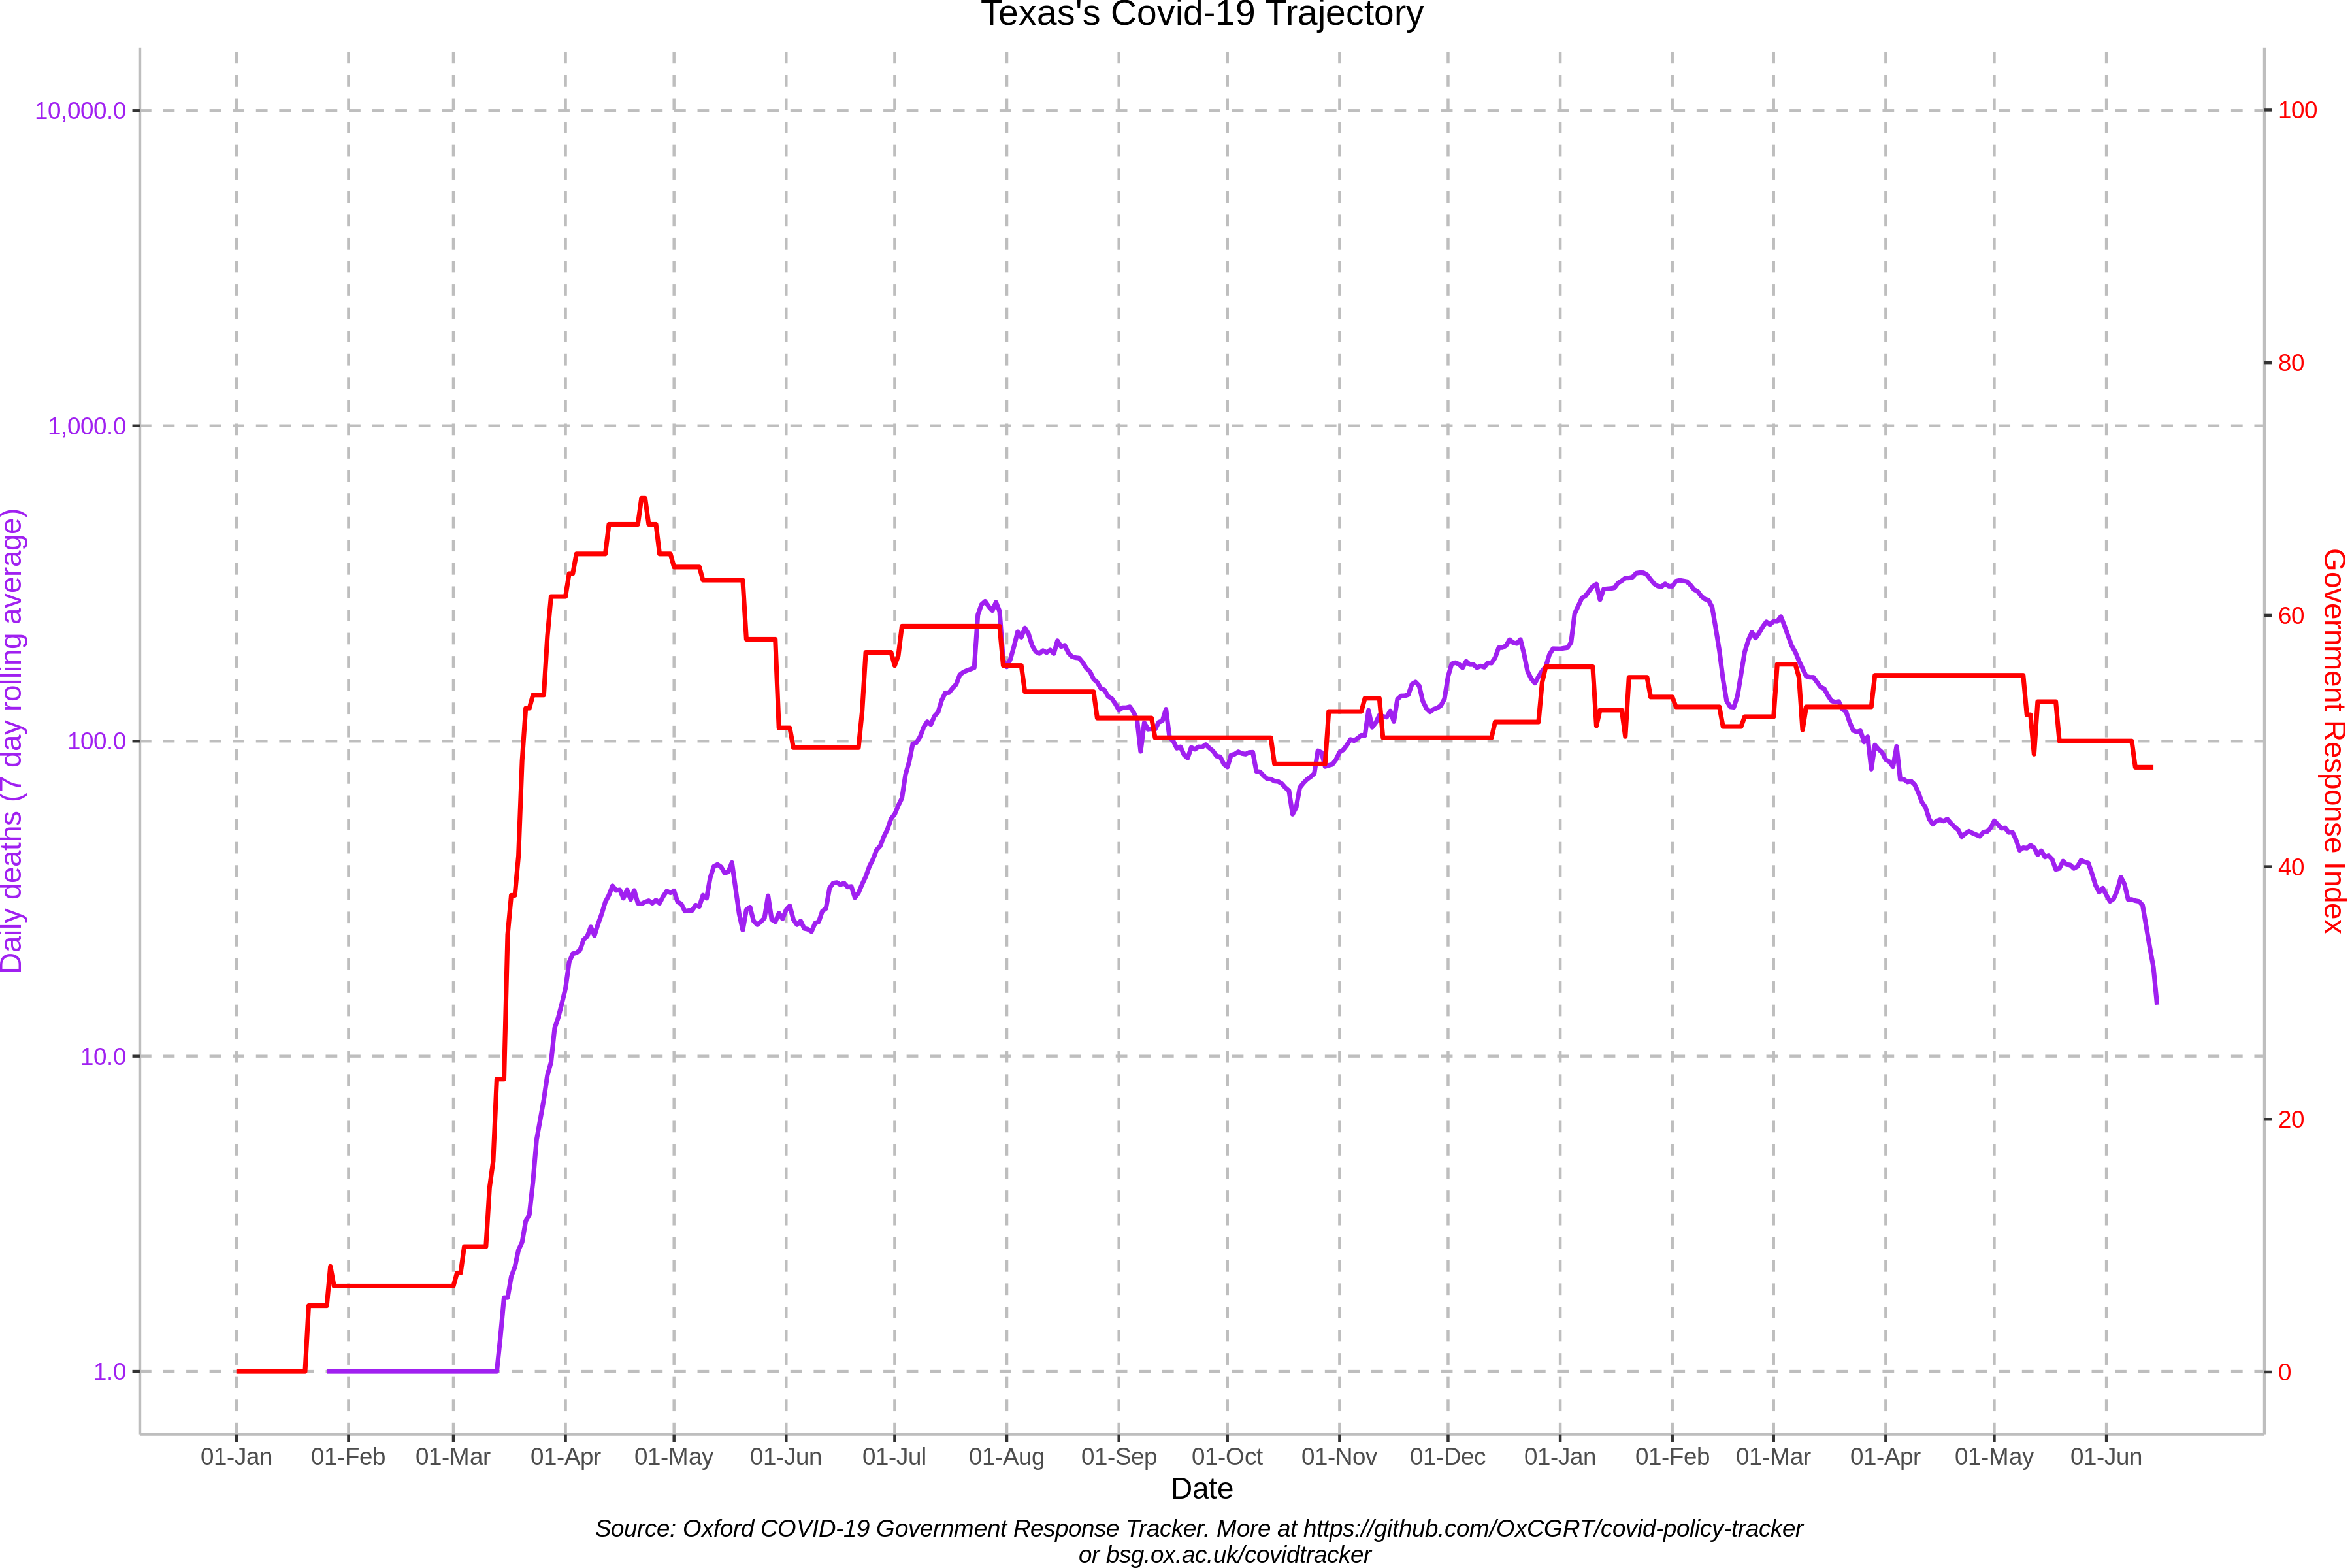 Texas's Covid-19 Trajectory
10,000.0
1,000.0
100.0
10.0
1.0
Daily deaths (7 day rolling average)
100
80
60
40
20
0
Government Response Index
01-Jan 01-Feb 01-Mar 01-Apr 01-May 01-Jun 01-Jul 01-Aug 01-Sep 01-Oct 01-Nov 01-Dec 01-Jan 01-Feb 01-Mar 01-Apr 01-May 01-Jun
Date
Source: Oxford COVID-19 Government Response Tracker. More at https://github.com/OxCGRT/covid-policy-tracker
or bsg.ox.ac.uk/covidtracker